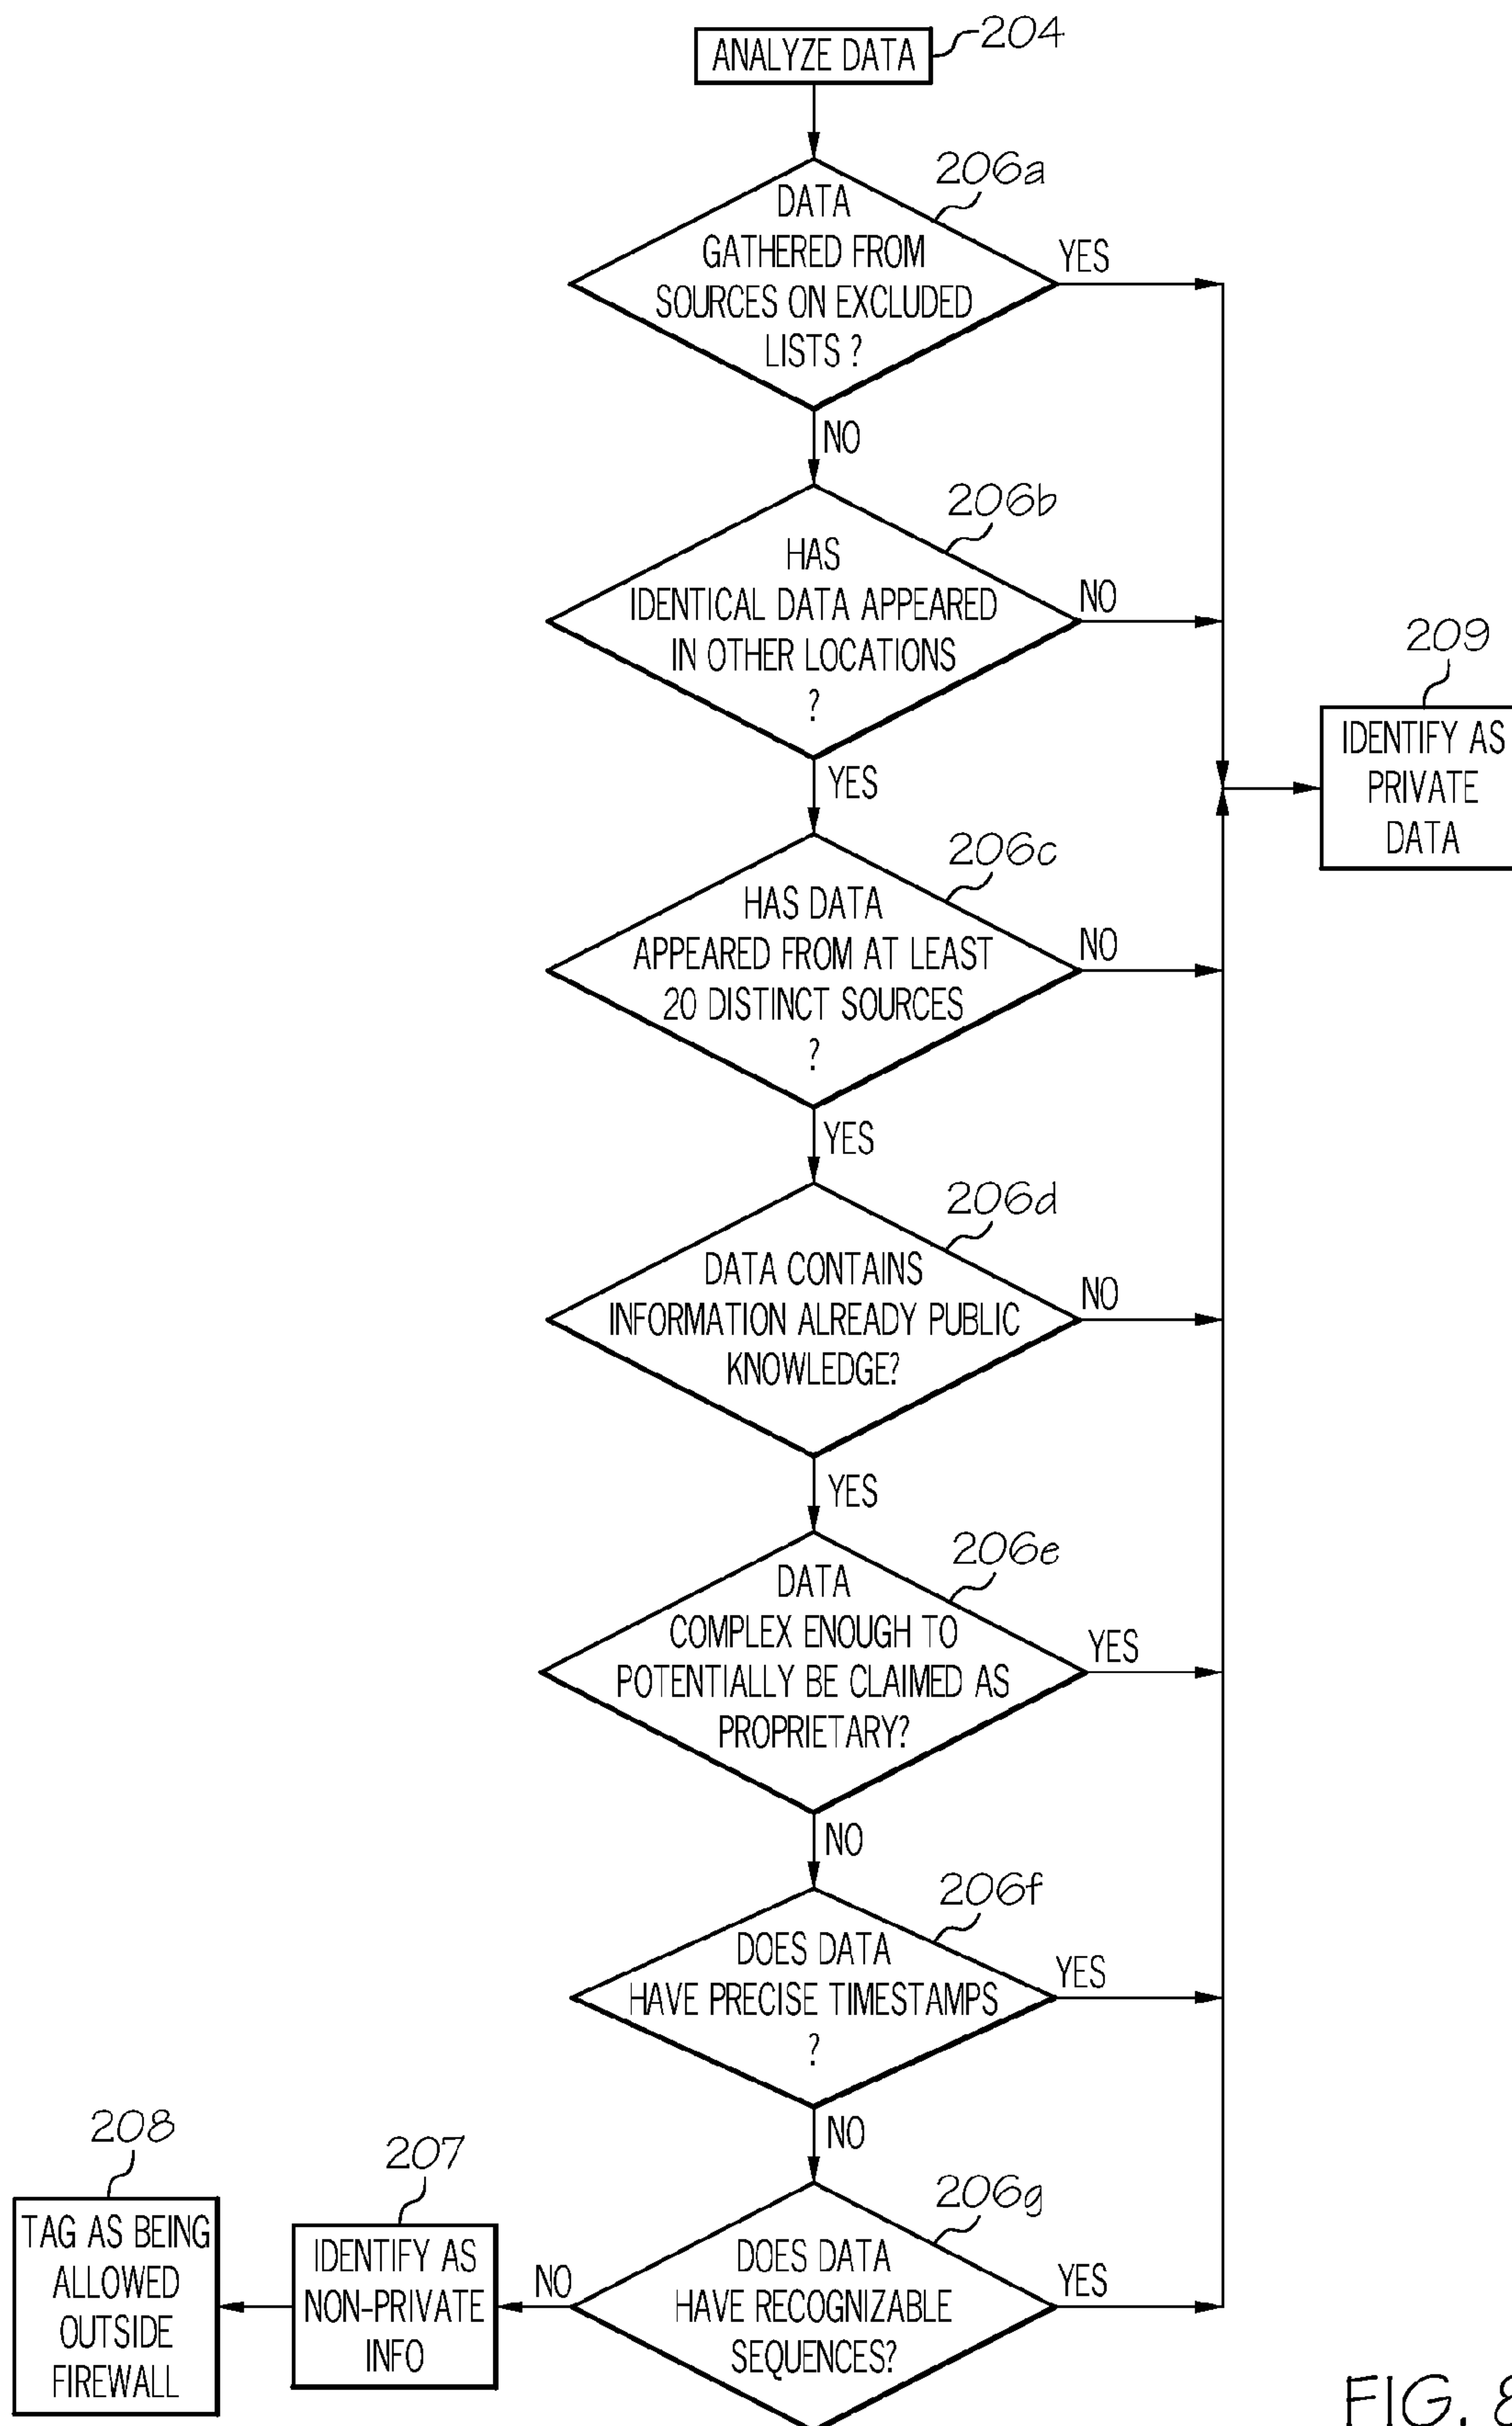 ANALYZE DATA
204
206a
DATA
GATHERED FROM
SOURCES ON EXCLUDED
LISTS ?
YES
NO
206b
HAS
IDENTICAL DATA APPEARED
IN OTHER LOCATIONS
?
NO
YES
209
IDENTIFY AS
PRIVATE
DATA
206c
HAS DATA
APPEARED FROM AT LEAST
20 DISTINCT SOURCES
?
NO
YES
206d
DATA CONTAINS
INFORMATION ALREADY PUBLIC
KNOWLEDGE?
NO
YES
206e
DATA
COMPLEX ENOUGH TO
POTENTIALLY BE CLAIMED AS
PROPRIETARY?
YES
NO
206f
DOES DATA
HAVE PRECISE TIMESTAMPS
?
YES
NO
206g
DOES DATA
HAVE RECOGNIZABLE
SEQUENCES?
YES
NO
207
IDENTIFY AS
NON-PRIVATE
INFO
208
TAG AS BEING
ALLOWED
OUTSIDE
FIREWALL
FIG. 8